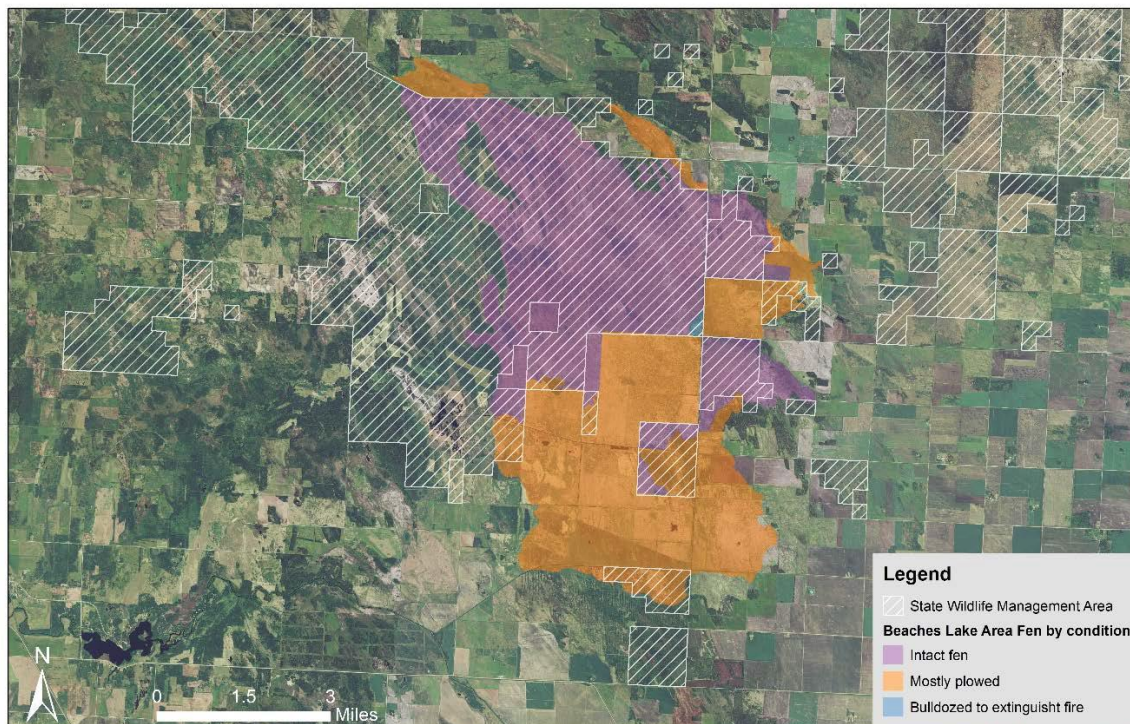 N
0 1.5 3
Miles
Legend
State Wildlife Management Area
Beaches Lake Area Fen by condition
Intact fen
Mostly plowed
Bulldozed to extinguisht fire